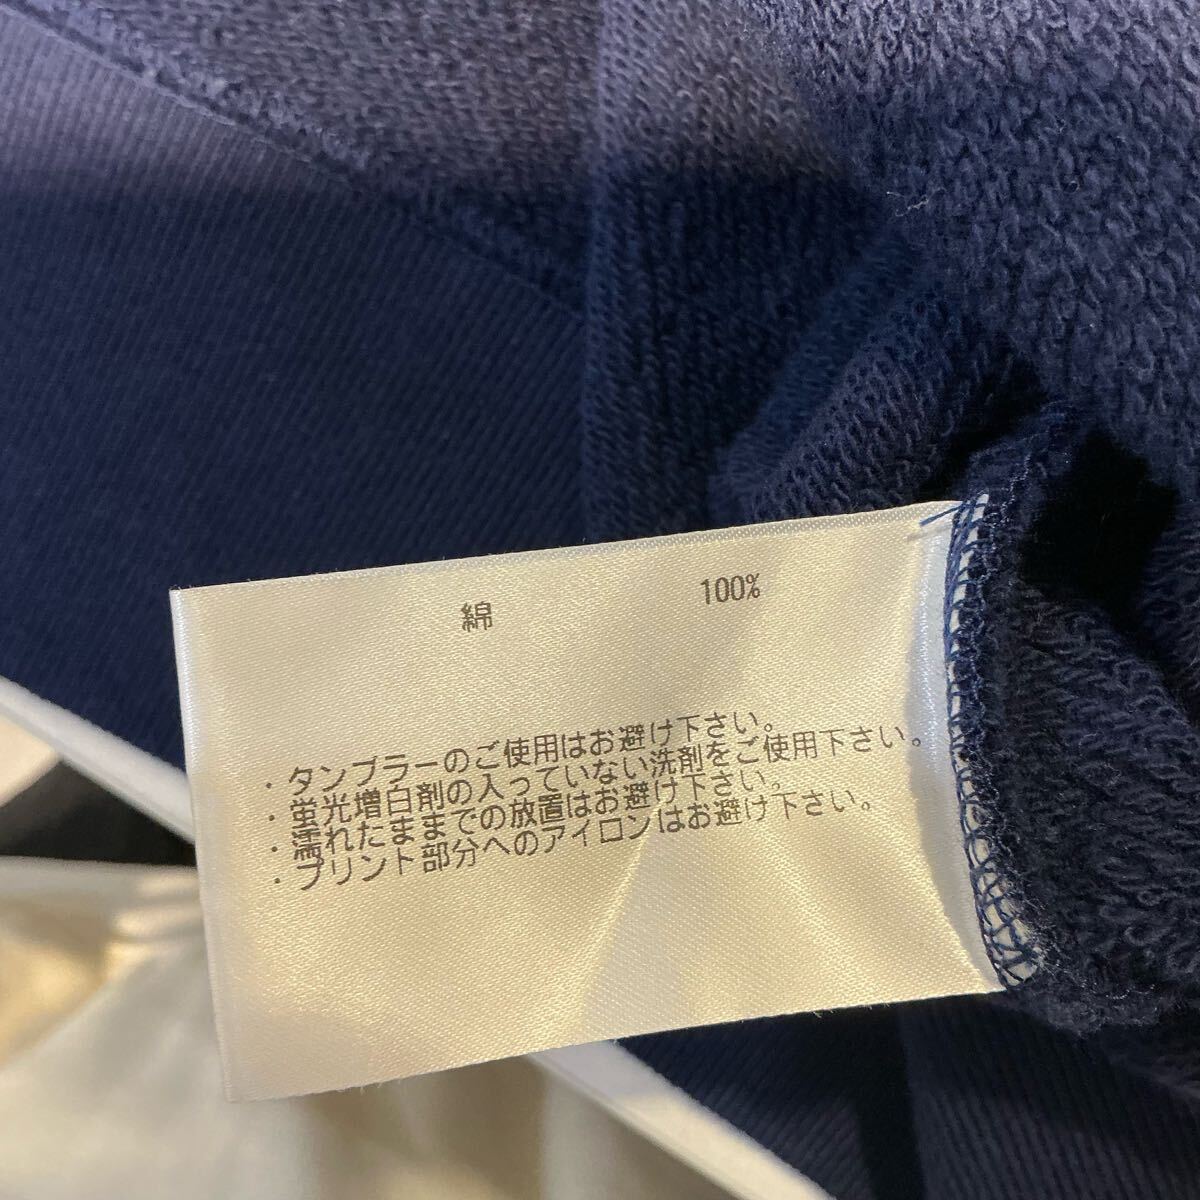 綿 100%
・タンブラーのご使用はお避け下さい。
・蛍光増白剤の入っていない洗剤をご使用下さい。
・濡れたままでの放置はお避け下さい。
・プリント部分へのアイロンはお避け下さい。